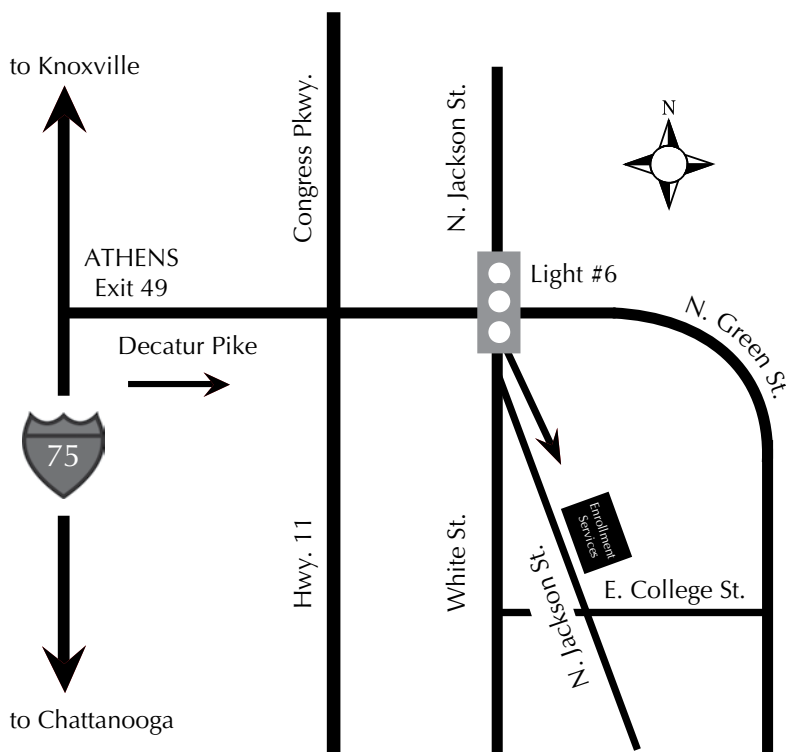 to Knoxville
Congress Pkwy.
N. Jackson St.
N
ATHENS
Exit 49
Light #6
N. Green St.
Decatur Pike
75
Hwy. 11
White St.
Enrollment
Services
N. Jackson St.
E. College St.
to Chattanooga